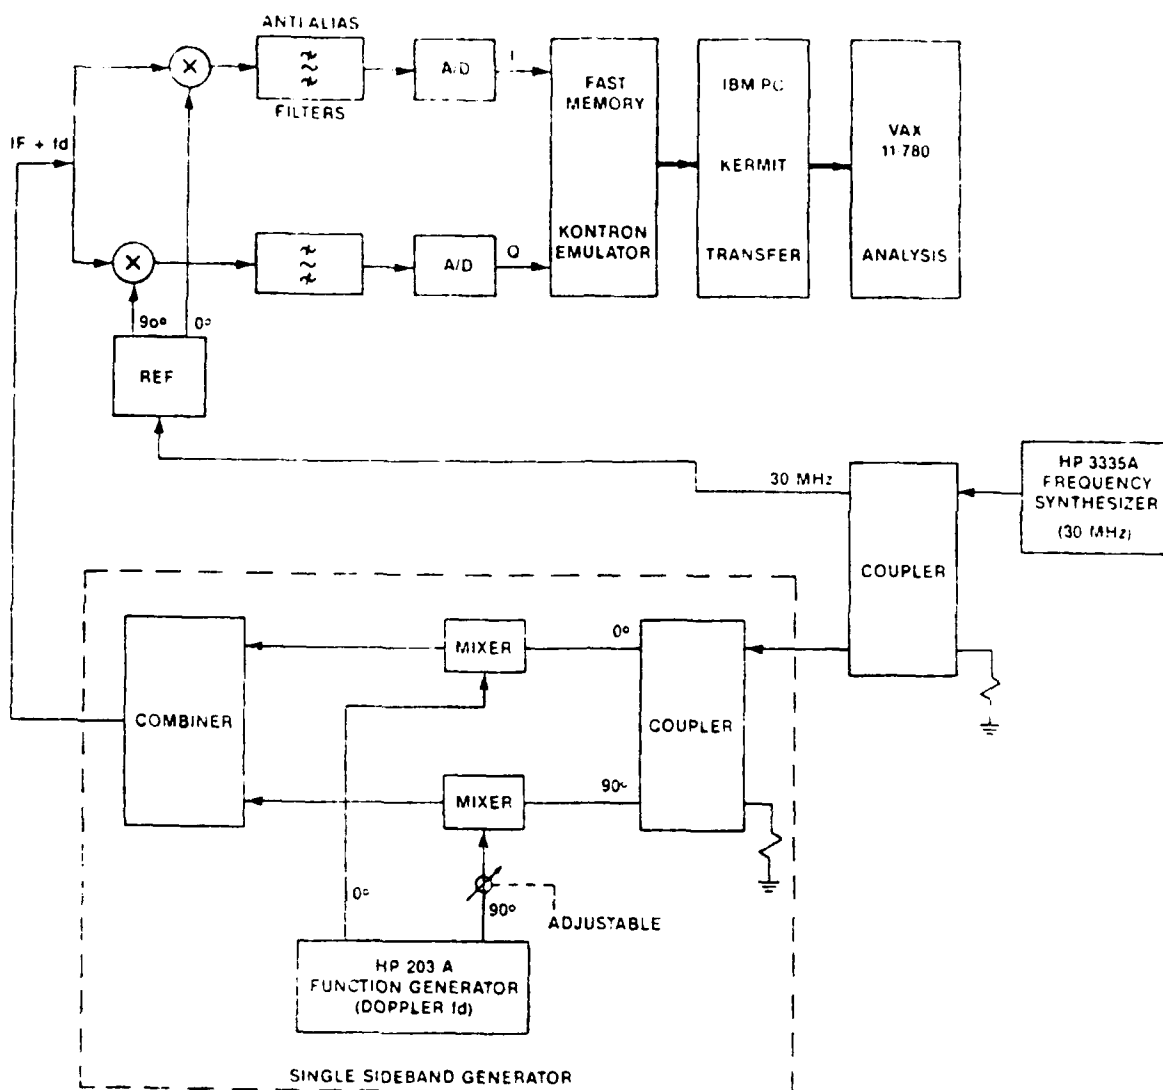 ANTI ALIAS
FILTERS
A/D
I
FAST
MEMORY
KONTRON
EMULATOR
IBM PC
KERMIT
TRANSFER
VAX
11-780
ANALYSIS
IF + fd
A/D
Q
90°
0°
REF
30 MHz
HP 3335A
FREQUENCY
SYNTHESIZER
(30 MHz)
COUPLER
COMBINER
MIXER
0°
COUPLER
MIXER
90°
0°
90°
ADJUSTABLE
HP 203 A
FUNCTION GENERATOR
(DOPPLER fd)
SINGLE SIDEBAND GENERATOR